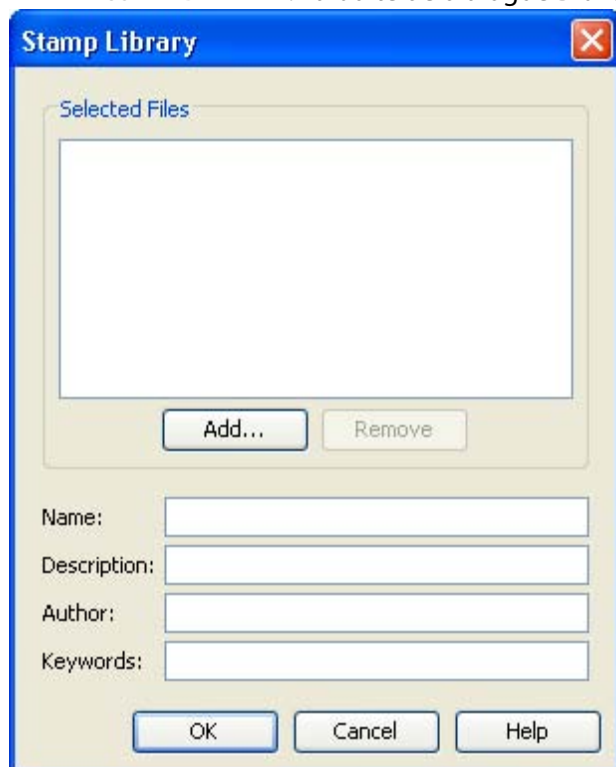 Stamp Library
Selected Files
Add... Remove
Name:
Description:
Author:
Keywords:
OK Cancel Help